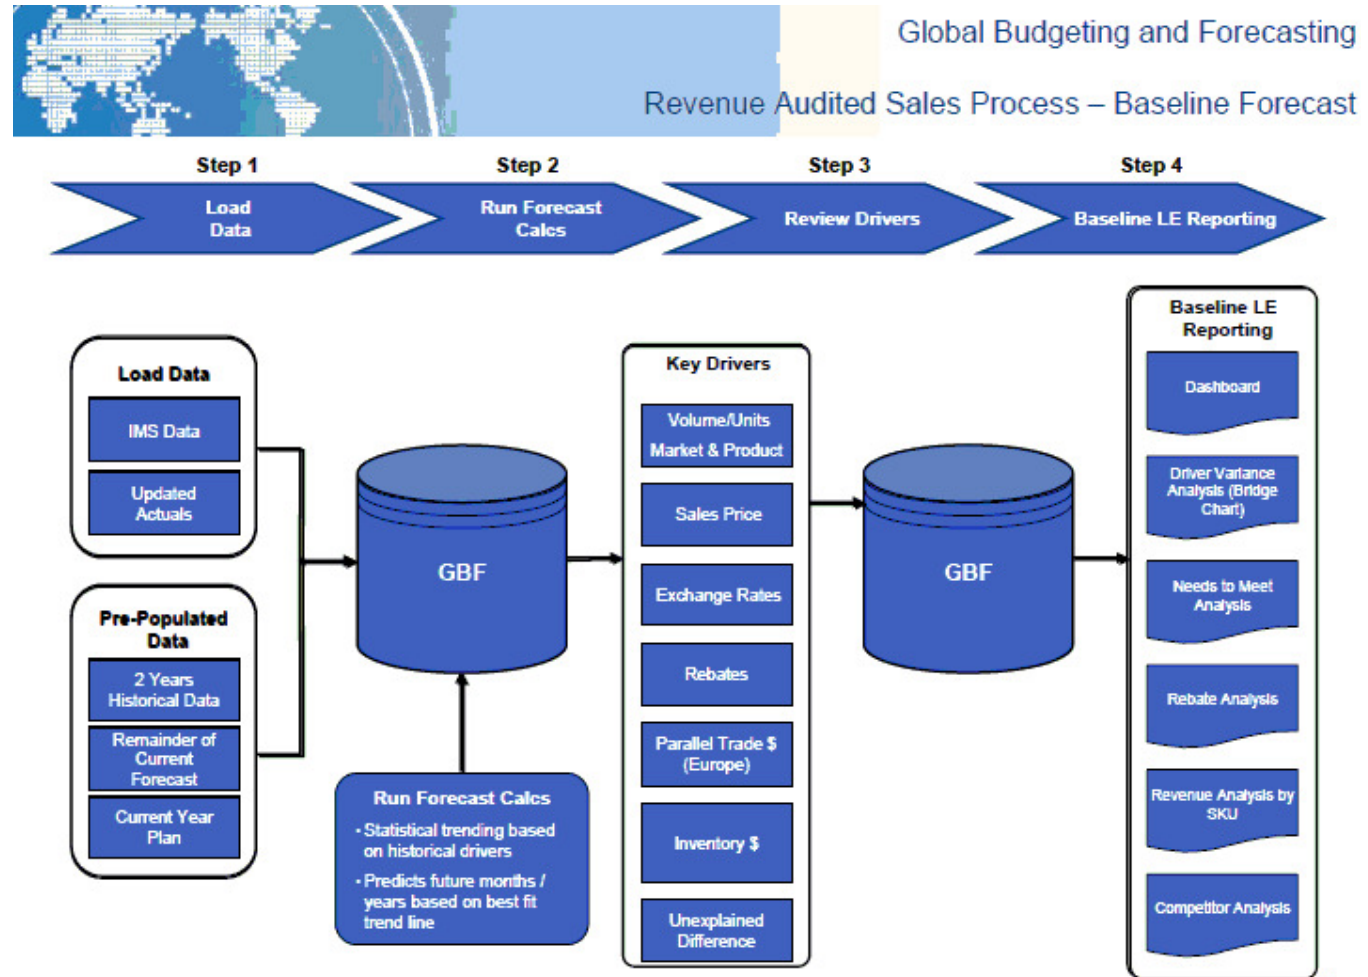 Global Budgeting and Forecasting
Revenue Audited Sales Process – Baseline Forecast
Step 1
Step 2
Step 3
Step 4
Load
Data
Run Forecast
Calcs
Review Drivers
Baseline LE Reporting
Load Data
IMS Data
Updated
Actuals
Pre-Populated
Data
2 Years
Historical Data
Remainder of
Current
Forecast
Current Year
Plan
GBF
Run Forecast Calcs
• Statistical trending based
on historical drivers
• Predicts future months /
years based on best fit
trend line
Key Drivers
Volume/Units
Market & Product
Sales Price
Exchange Rates
Rebates
Parallel Trade $
(Europe)
Inventory $
Unexplained
Difference
GBF
Baseline LE
Reporting
Dashboard
Driver Variance
Analysis (Bridge
Chart)
Needs to Meet
Analysis
Rebate Analysis
Revenue Analysis by
SKU
Competitor Analysis